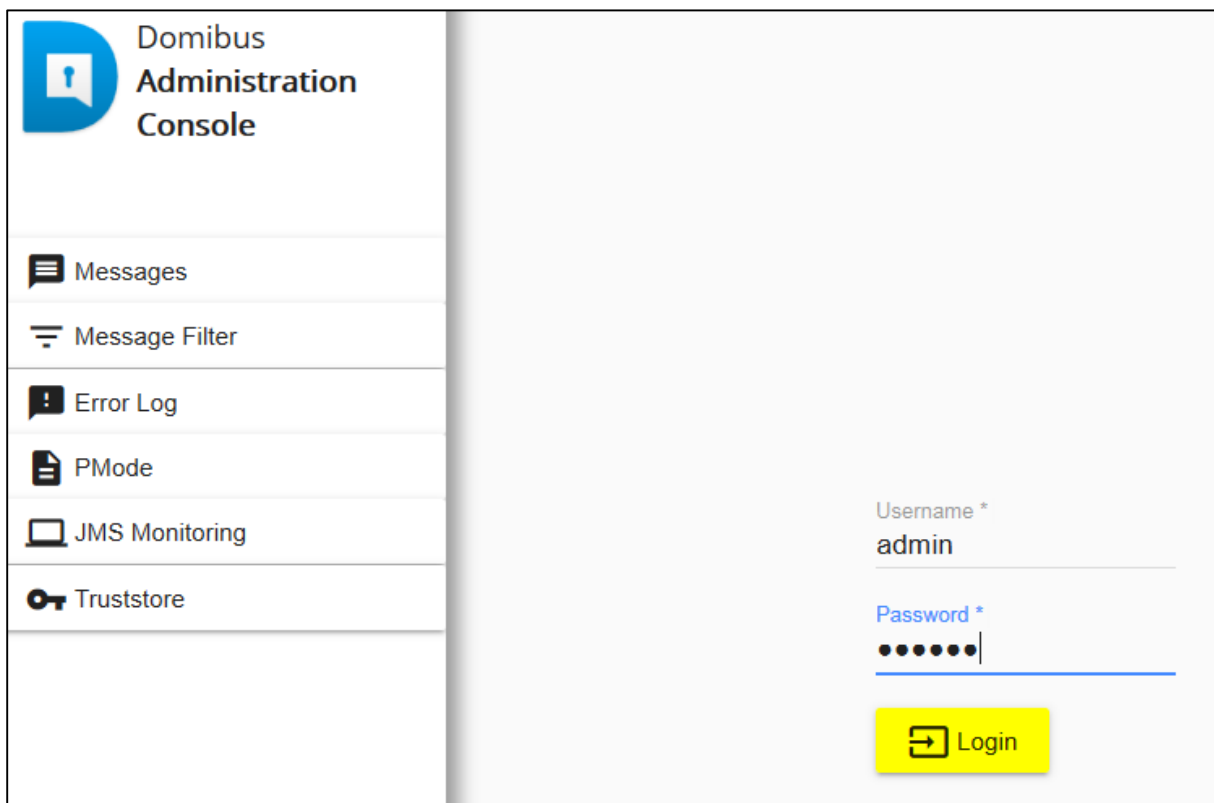 Domibus
Administration
Console
Messages
Message Filter
Error Log
PMode
JMS Monitoring
Truststore
Username *
admin
Password *
••••••
Login